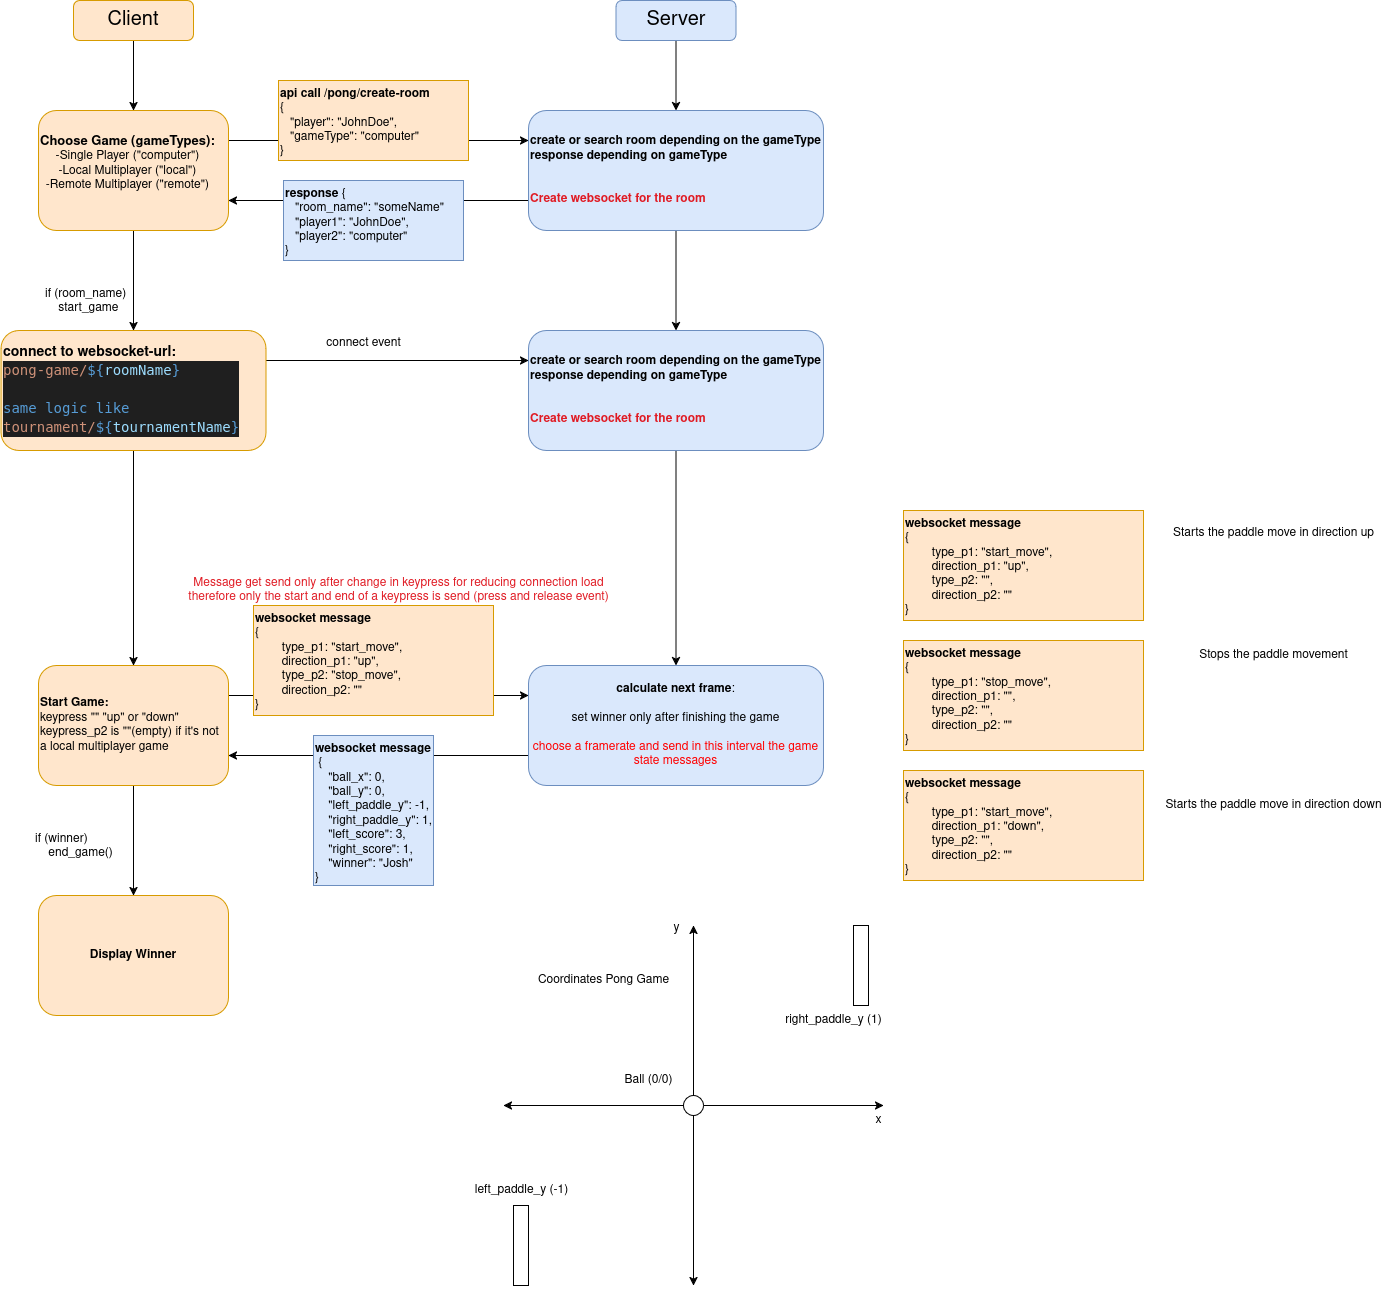 Client
Server
api call /pong/create-room
{
"player": "JohnDoe",
"gameType": "computer"
}
Choose Game (gameTypes):
-Single Player ("computer")
-Local Multiplayer ("local")
-Remote Multiplayer ("remote")
create or search room depending on the gameType
response depending on gameType
Create websocket for the room
response {
"room_name": "someName"
"player1": "JohnDoe",
"player2": "computer"
}
if (room_name)
start_game
connect to websocket-url:
pong-game/${roomName}
same logic like
tournament/${tournamentName}
connect event
create or search room depending on the gameType
response depending on gameType
Create websocket for the room
websocket message
{
type_p1: "start_move",
direction_p1: "up",
type_p2: "",
direction_p2: ""
}
Starts the paddle move in direction up
Message get send only after change in keypress for reducing connection load
therefore only the start and end of a keypress is send (press and release event)
websocket message
{
type_p1: "start_move",
direction_p1: "up",
type_p2: "stop_move",
direction_p2: ""
}
websocket message
{
type_p1: "stop_move",
direction_p1: "",
type_p2: "",
direction_p2: ""
}
Stops the paddle movement
Start Game:
keypress "" "up" or "down"
keypress_p2 is ""(empty) if it's not
a local multiplayer game
calculate next frame:
set winner only after finishing the game
choose a framerate and send in this interval the game
state messages
websocket message
{
"ball_x": 0,
"ball_y": 0,
"left_paddle_y": -1,
"right_paddle_y": 1,
"left_score": 3,
"right_score": 1,
"winner": "Josh"
}
websocket message
{
type_p1: "start_move",
direction_p1: "down",
type_p2: "",
direction_p2: ""
}
Starts the paddle move in direction down
if (winner)
end_game()
Display Winner
y
Coordinates Pong Game
right_paddle_y (1)
Ball (0/0)
x
left_paddle_y (-1)